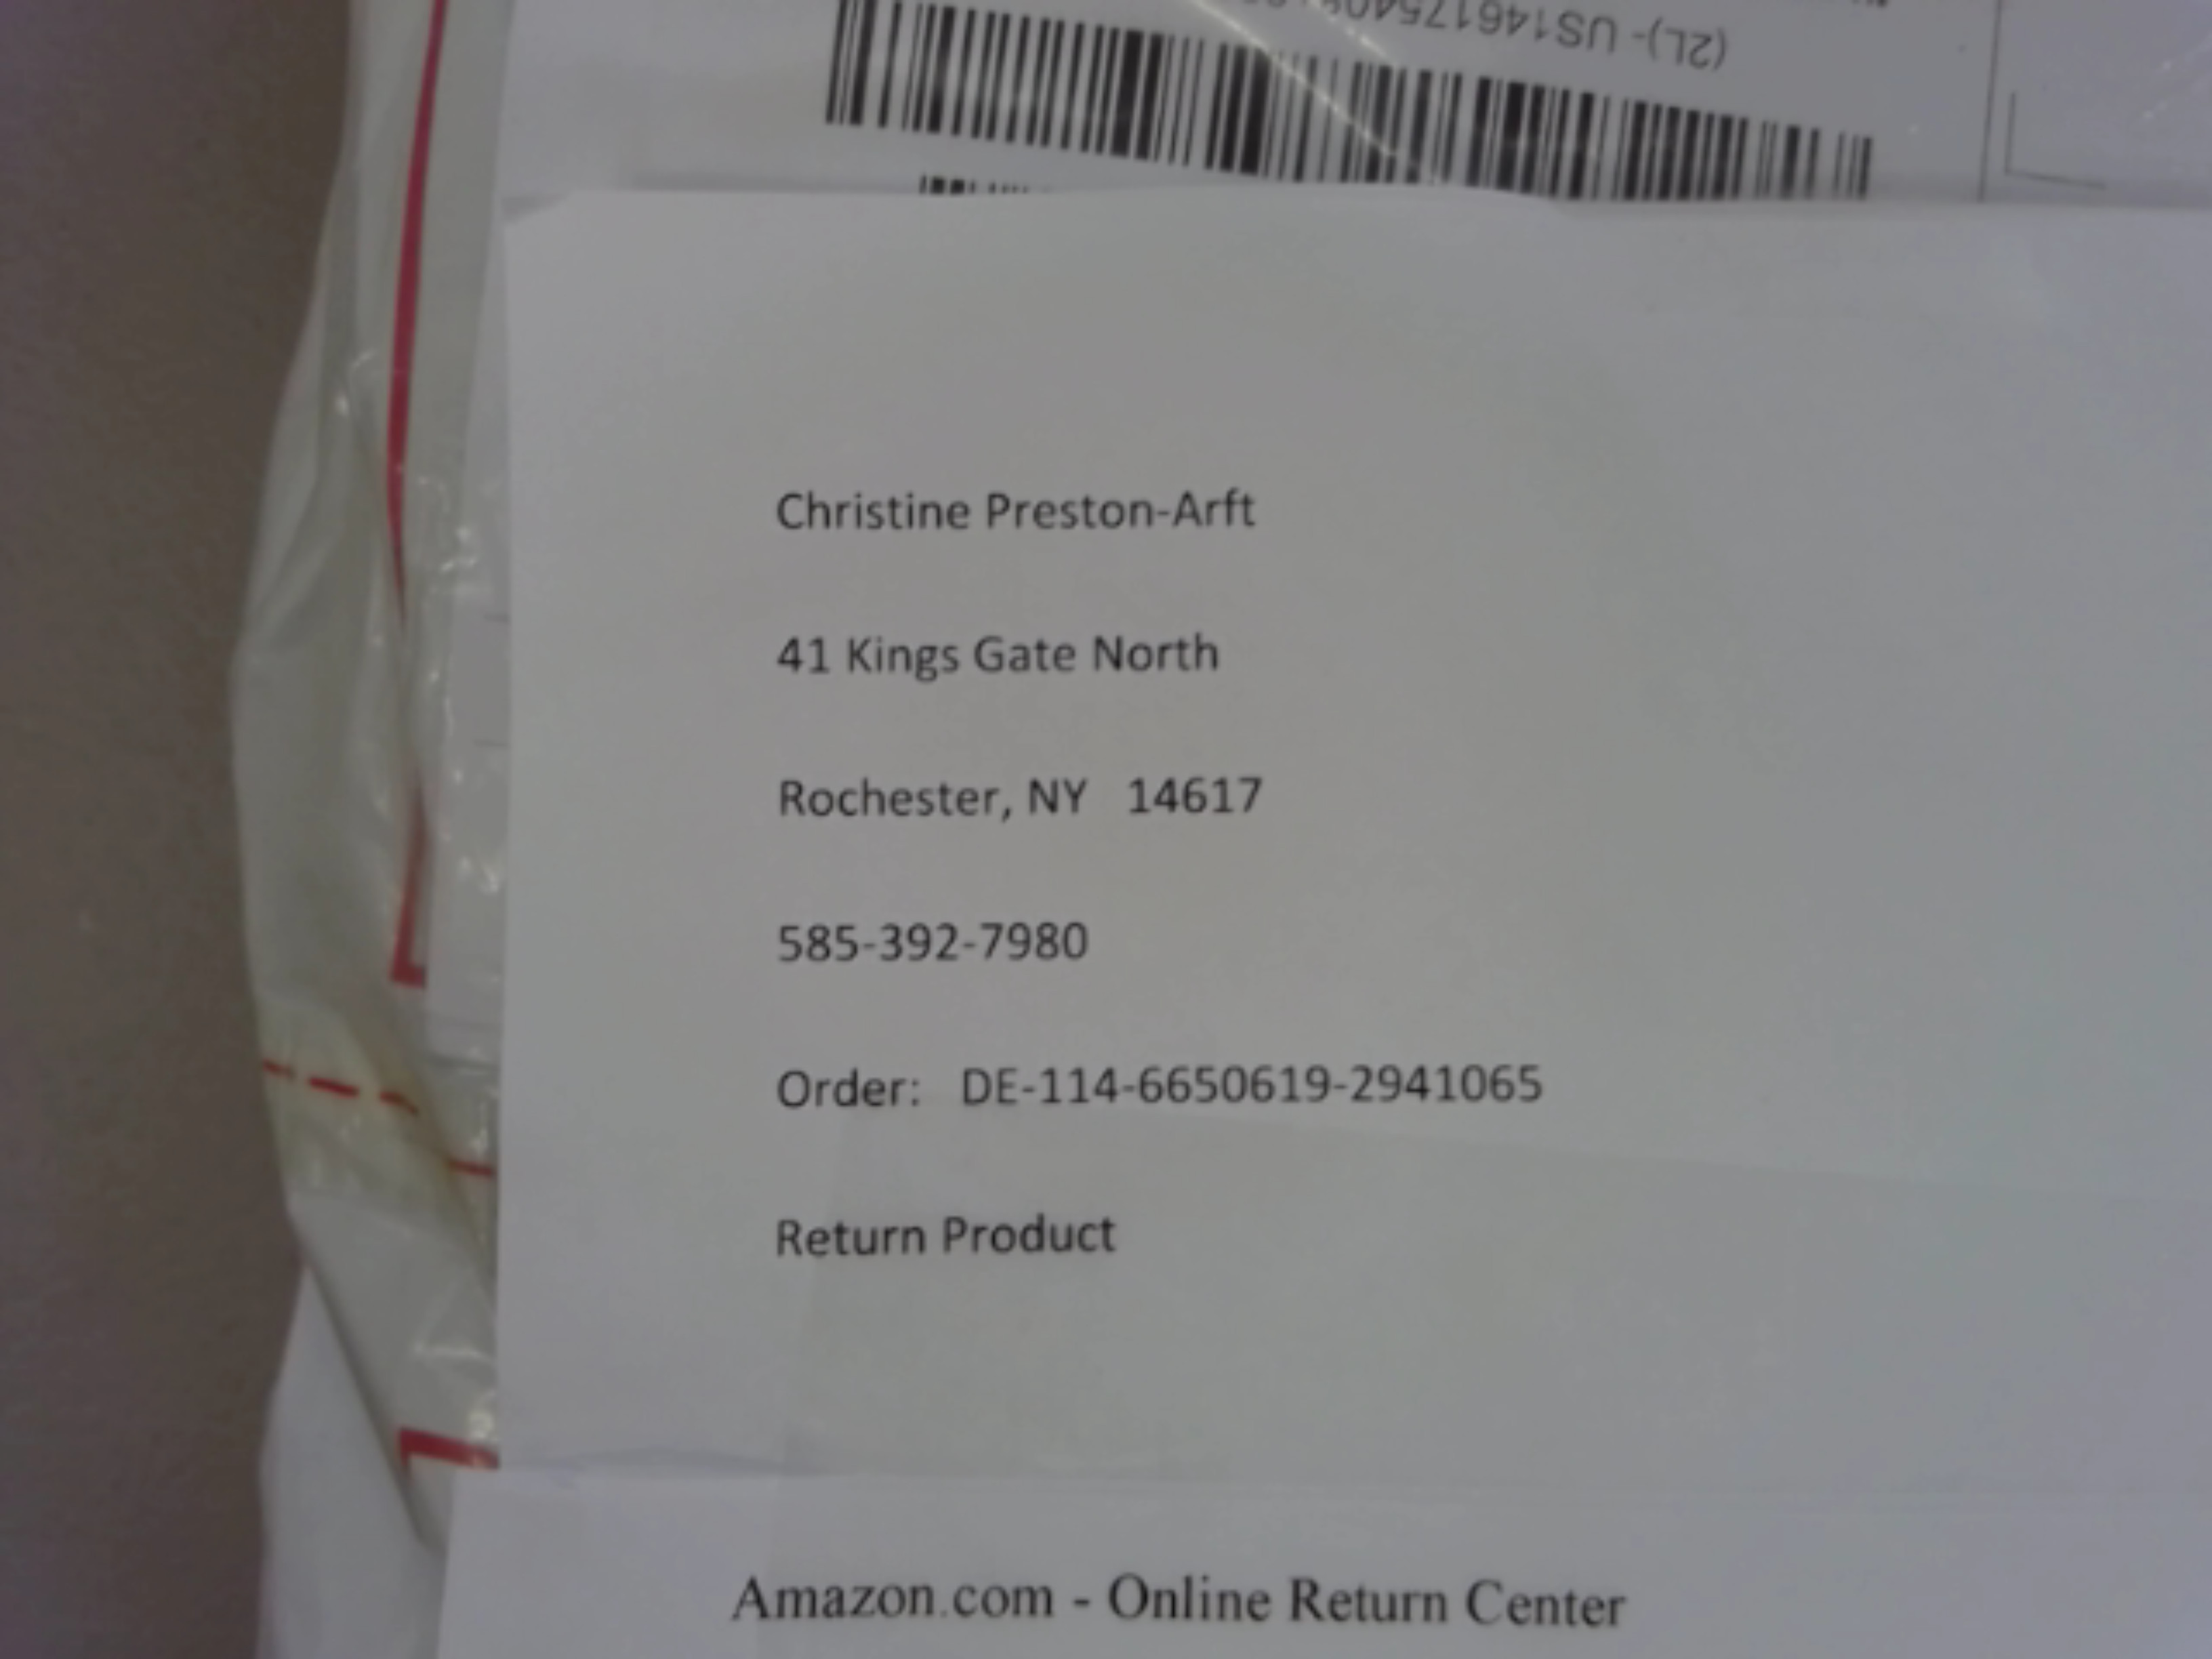 (2L)- US14617540
Christine Preston-Arft
41 Kings Gate North
Rochester, NY 14617
585-392-7980
Order: DE-114-6650619-2941065
Return Product
Amazon.com - Online Return Center